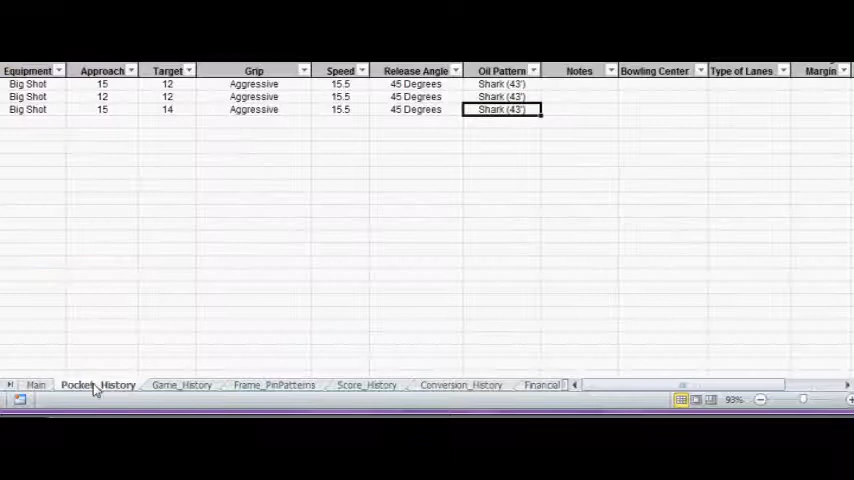 Equipment Approach Target Grip Speed Release Angle Oil Pattern Notes Bowling Center Type of Lanes Margin
Big Shot 15 12 Aggressive 15.5 45 Degrees Shark (43')
Big Shot 12 12 Aggressive 15.5 45 Degrees Shark (43')
Big Shot 15 14 Aggressive 15.5 45 Degrees Shark (43')
Main Pocket_History Game_History Frame_PinPatterns Score_History Conversion_History Financial
93%